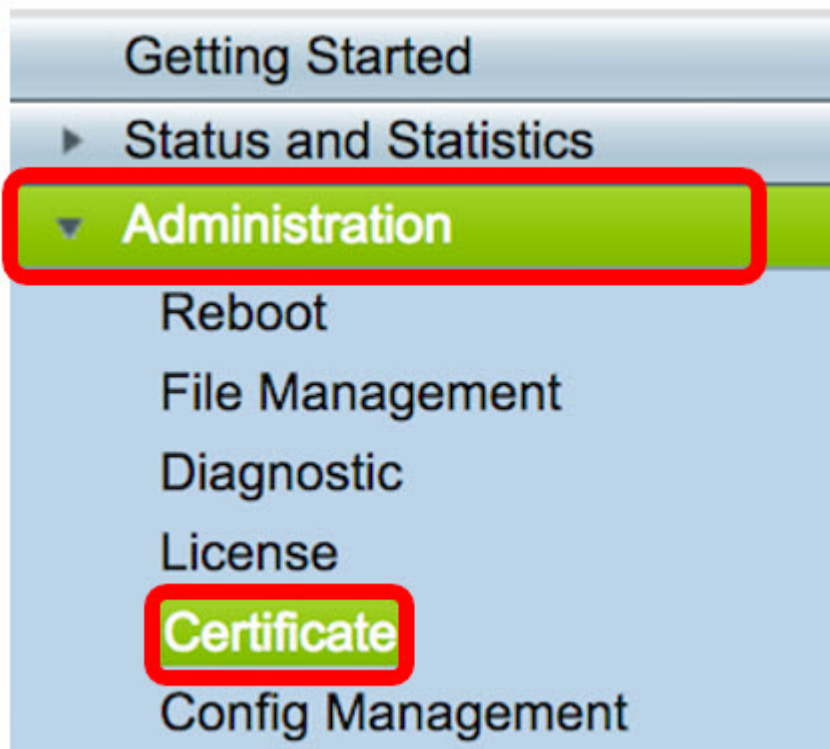 Getting Started
Status and Statistics
Administration
Reboot
File Management
Diagnostic
License
Certificate
Config Management